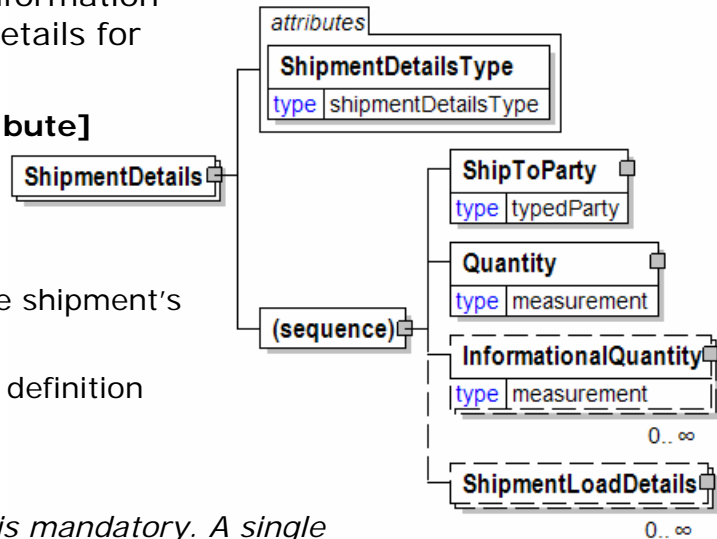 nformation
etails for
bute]
e shipment's
definition
is mandatory. A single
ShipmentDetails
attributes
ShipmentDetailsType
type shipmentDetailsType
(sequence)
ShipToParty
type typedParty
Quantity
type measurement
InformationalQuantity
type measurement
0.. ∞
ShipmentLoadDetails
0.. ∞